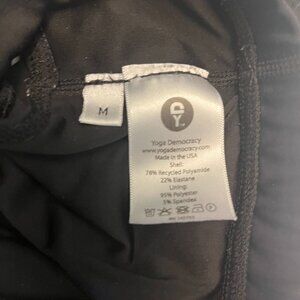 M
DY.
Yoga Democracy
www.yogademocracy.com
Made in the USA
Shell:
78% Recycled Polyamide
22% Elastane
Lining:
95% Polyester
5% Spandex